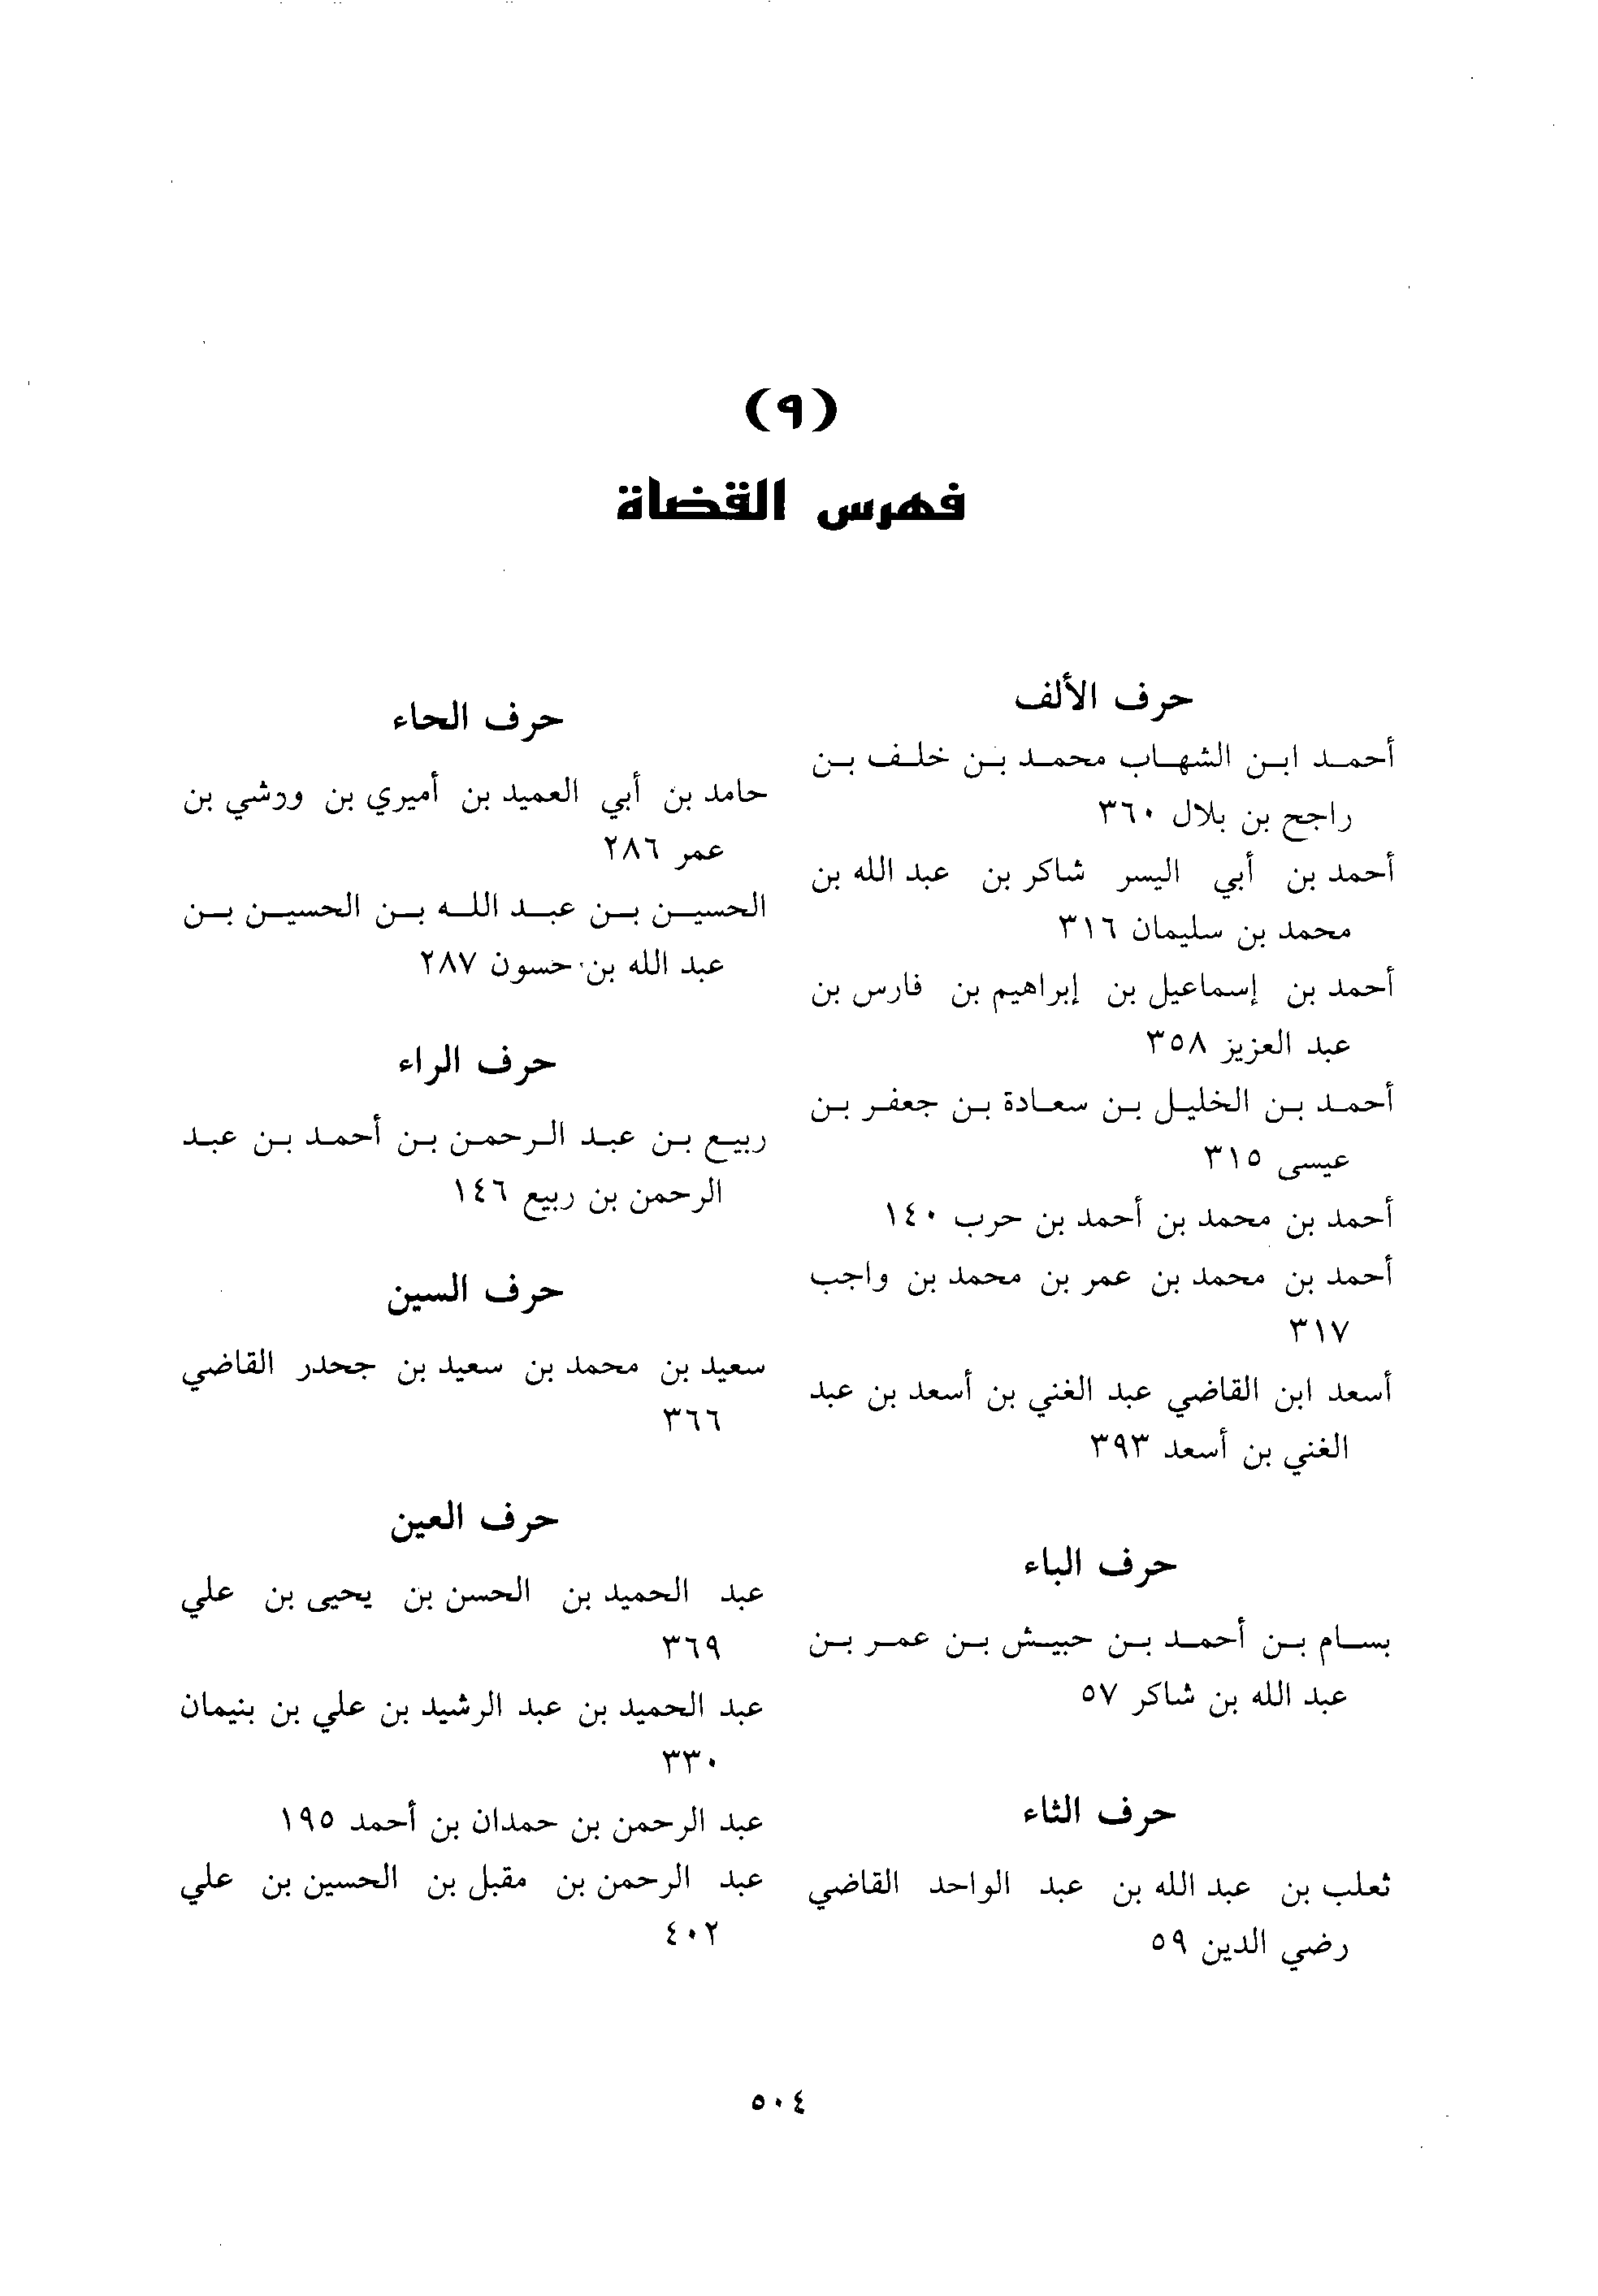 (٩)
فهرس القضاة
حرف الألف
أحمد ابن الشهاب محمد بن خلف بن
راجح بن بلال ٣٦٠
أحمد بن أبي اليسر شاكر بن عبد الله بن
محمد بن سليمان ٣١٦
أحمد بن إسماعيل بن إبراهيم بن فارس بن
عبد العزيز ٣٥٨
أحمد بن الخليل بن سعادة بن جعفر بن
عيسى ٣١٥
أحمد بن محمد بن أحمد بن حرب ١٤٠
أحمد بن محمد بن عمر بن محمد بن واجب
٣١٧
أسعد ابن القاضي عبد الغني بن أسعد بن عبد
الغني بن أسعد ٣٩٣
حرف الباء
بسام بن أحمد بن حبيش بن عمر بن
عبد الله بن شاكر ٥٧
حرف الثاء
ثعلب بن عبد الله بن عبد الواحد القاضي
رضي الدين ٥٩
حرف الحاء
حامد بن أبي العميد بن أميري بن ورشي بن
عمر ٢٨٦
الحسين بن عبد الله بن الحسين بن
عبد الله بن حسون ٢٨٧
حرف الراء
ربيع بن عبد الرحمن بن أحمد بن عبد
الرحمن بن ربيع ١٤٦
حرف السين
سعيد بن محمد بن سعيد بن جحدر القاضي
٣٦٦
حرف العين
عبد الحميد بن الحسن بن يحيى بن علي
٣٦٩
عبد الحميد بن عبد الرشيد بن علي بن بنيمان
٣٣٠
عبد الرحمن بن حمدان بن أحمد ١٩٥
عبد الرحمن بن مقبل بن الحسين بن علي
٤٠٢
٥٠٤